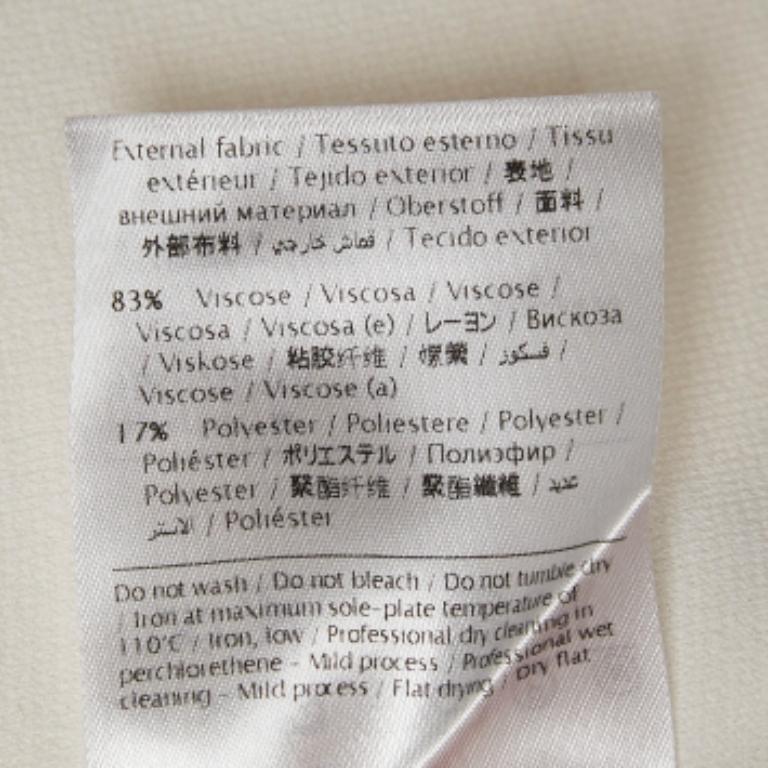 External fabric / Tessuto esterno / Tissu
extérieur / Tejido exterior / 表地 /
внешний материал / Oberstoff / 面料 /
外部布料 / قماش خارجي / Tecido exterior
83% Viscose / Viscosa / Viscose /
Viscosa / Viscosa (e) / レーヨン / Вискоза
/ Viskose / 粘胶纤维 / 嫘縈 / فسكوز /
Viscose / Viscose (a)
17% Polyester / Poliestere / Polyester /
Poliéster / ポリエステル / Полиэфир /
Polyester / 聚酯纤维 / 聚酯纖維 / عديد
الاستر / Poliéster
Do not wash / Do not bleach / Do not tumble dry
/ Iron at maximum sole-plate temperature of
110°C / Iron, low / Professional dry cleaning in
perchlorethene - Mild process / Professional wet
cleaning - Mild process / Flat drying / Dry flat